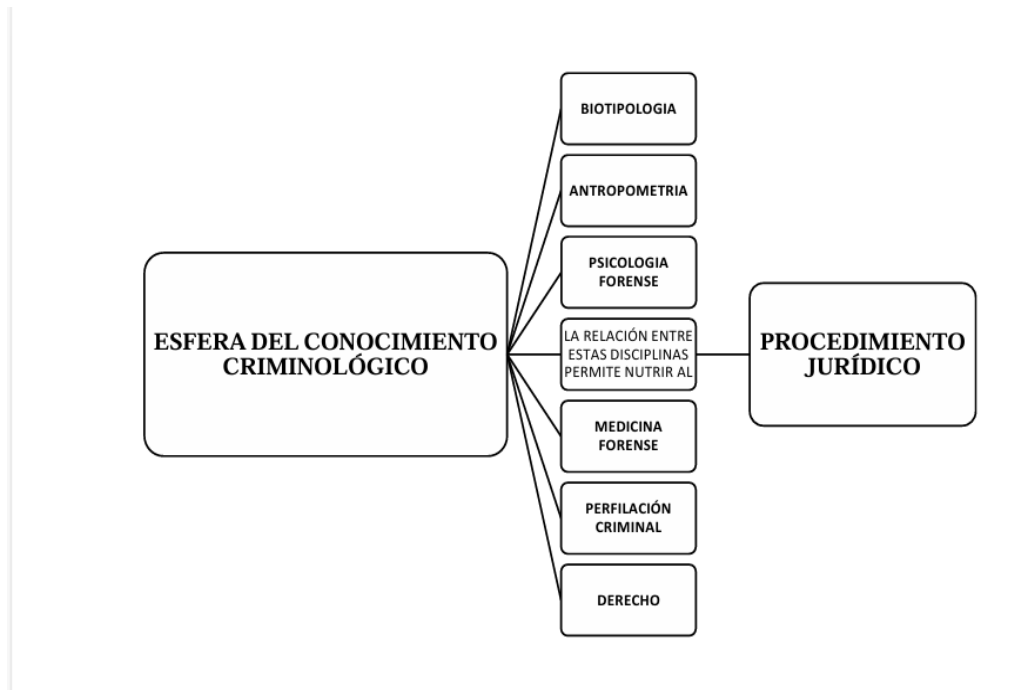 BIOTIPOLOGIA
ANTROPOMETRIA
PSICOLOGIA
FORENSE
ESFERA DEL CONOCIMIENTO
CRIMINOLÓGICO
LA RELACIÓN ENTRE
ESTAS DISCIPLINAS
PERMITE NUTRIR AL
PROCEDIMIENTO
JURÍDICO
MEDICINA
FORENSE
PERFILACIÓN
CRIMINAL
DERECHO